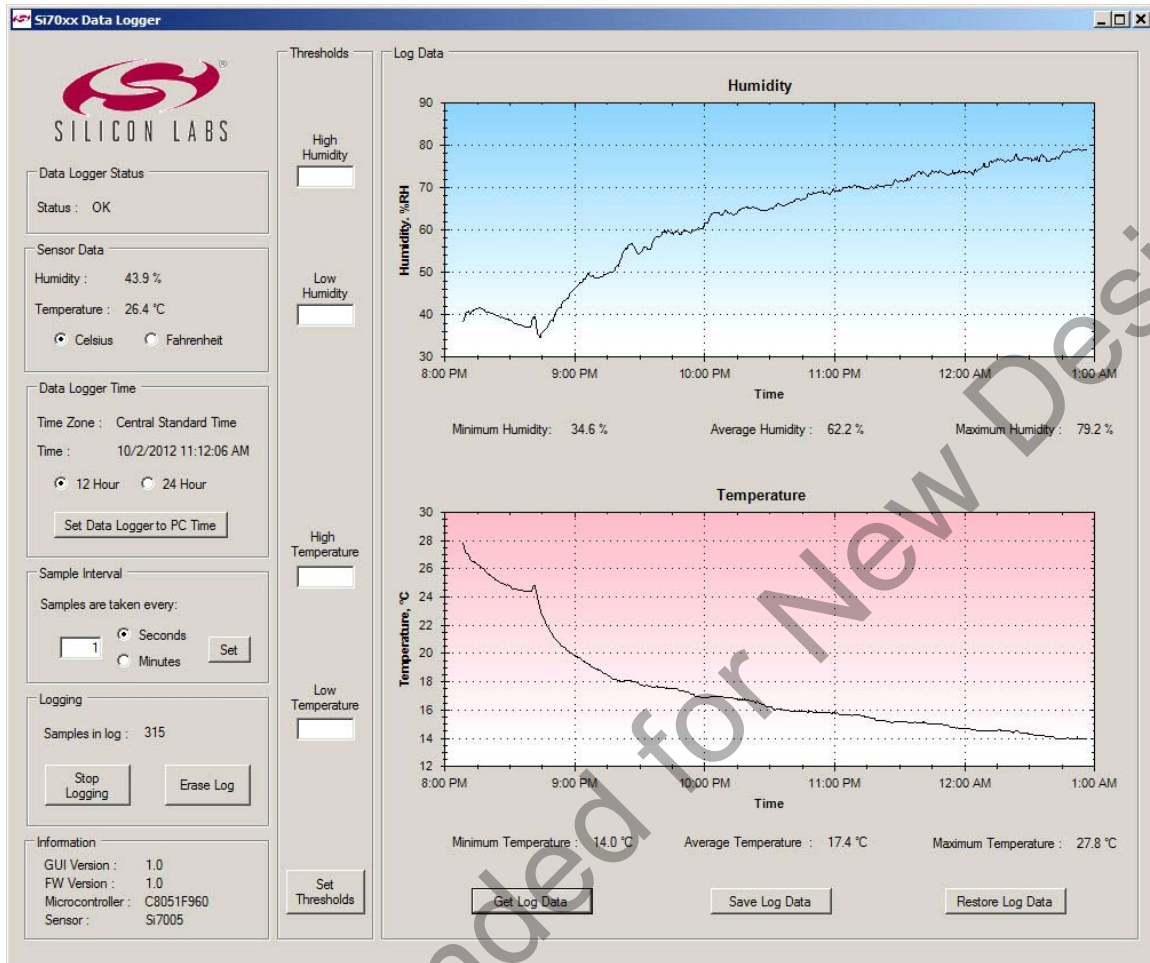 Si70xx Data Logger
SILICON LABS
®
Data Logger Status
Status : OK
Sensor Data
Humidity : 43.9 %
Temperature : 26.4 °C
Celsius Fahrenheit
Data Logger Time
Time Zone : Central Standard Time
Time : 10/2/2012 11:12:06 AM
12 Hour 24 Hour
Set Data Logger to PC Time
Sample Interval
Samples are taken every:
1 Seconds
Minutes
Set
Logging
Samples in log : 315
Stop
Logging
Erase Log
Information
GUI Version : 1.0
FW Version : 1.0
Microcontroller : C8051F960
Sensor : Si7005
Thresholds
High
Humidity
Low
Humidity
High
Temperature
Low
Temperature
Set
Thresholds
Log Data
Humidity
Humidity. %RH
90
80
70
60
50
40
30
8:00 PM 9:00 PM 10:00 PM 11:00 PM 12:00 AM 1:00 AM
Time
Minimum Humidity: 34.6 % Average Humidity : 62.2 % Maximum Humidity : 79.2 %
Temperature
Temperature, °C
30
28
26
24
22
20
18
16
14
12
8:00 PM 9:00 PM 10:00 PM 11:00 PM 12:00 AM 1:00 AM
Time
Minimum Temperature : 14.0 °C Average Temperature : 17.4 °C Maximum Temperature : 27.8 °C
Get Log Data Save Log Data Restore Log Data
ded for New Desi